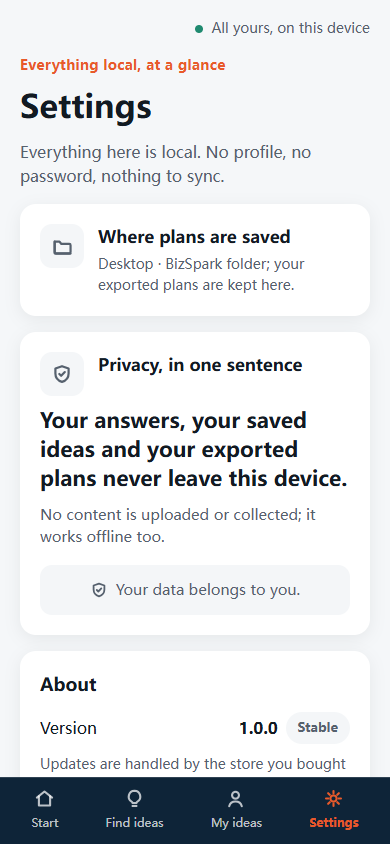 All yours, on this device
Everything local, at a glance
Settings
Everything here is local. No profile, no
password, nothing to sync.
Where plans are saved
Desktop · BizSpark folder; your
exported plans are kept here.
Privacy, in one sentence
Your answers, your saved
ideas and your exported
plans never leave this device.
No content is uploaded or collected; it
works offline too.
Your data belongs to you.
About
Version 1.0.0 Stable
Updates are handled by the store you bought
Start Find ideas My ideas Settings